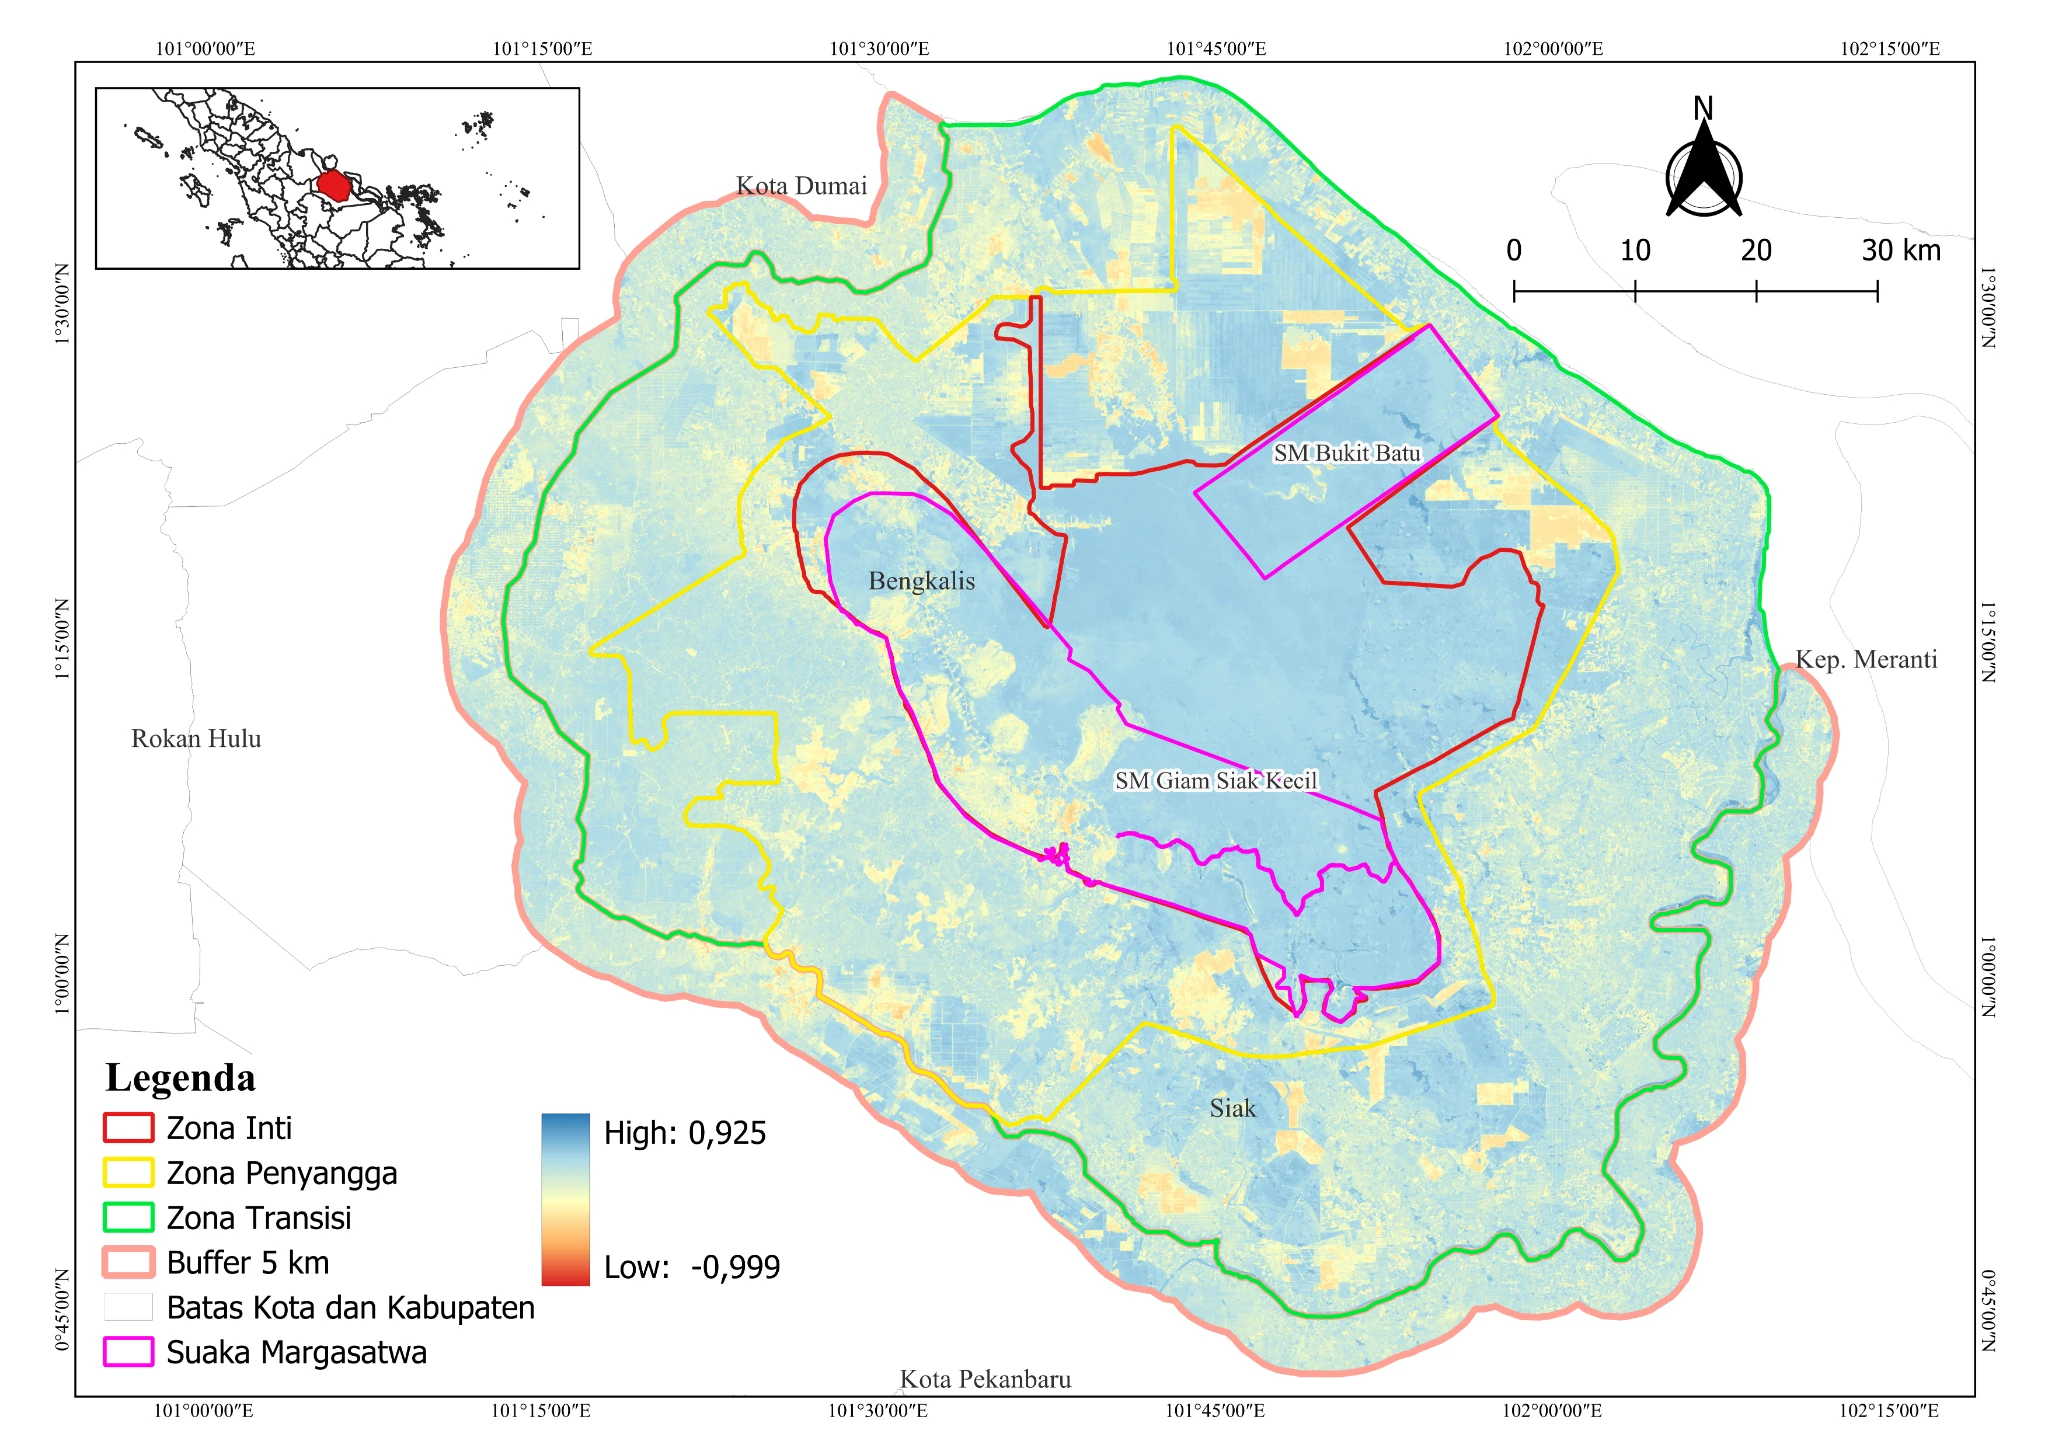 101°00′00″E 101°15′00″E 101°30′00″E 101°45′00″E 102°00′00″E 102°15′00″E
N
Kota Dumai
0 10 20 30 km
1°30′00″N
1°30′00″N
SM Bukit Batu
Bengkalis
1°15′00″N
1°15′00″N
Kep. Meranti
Rokan Hulu
SM Giam Siak Kecil
1°00′00″N
1°00′00″N
Siak
Legenda
Zona Inti
Zona Penyangga
Zona Transisi
Buffer 5 km
Batas Kota dan Kabupaten
Suaka Margasatwa
High: 0,925
Low: -0,999
0°45′00″N
0°45′00″N
Kota Pekanbaru
101°00′00″E 101°15′00″E 101°30′00″E 101°45′00″E 102°00′00″E 102°15′00″E